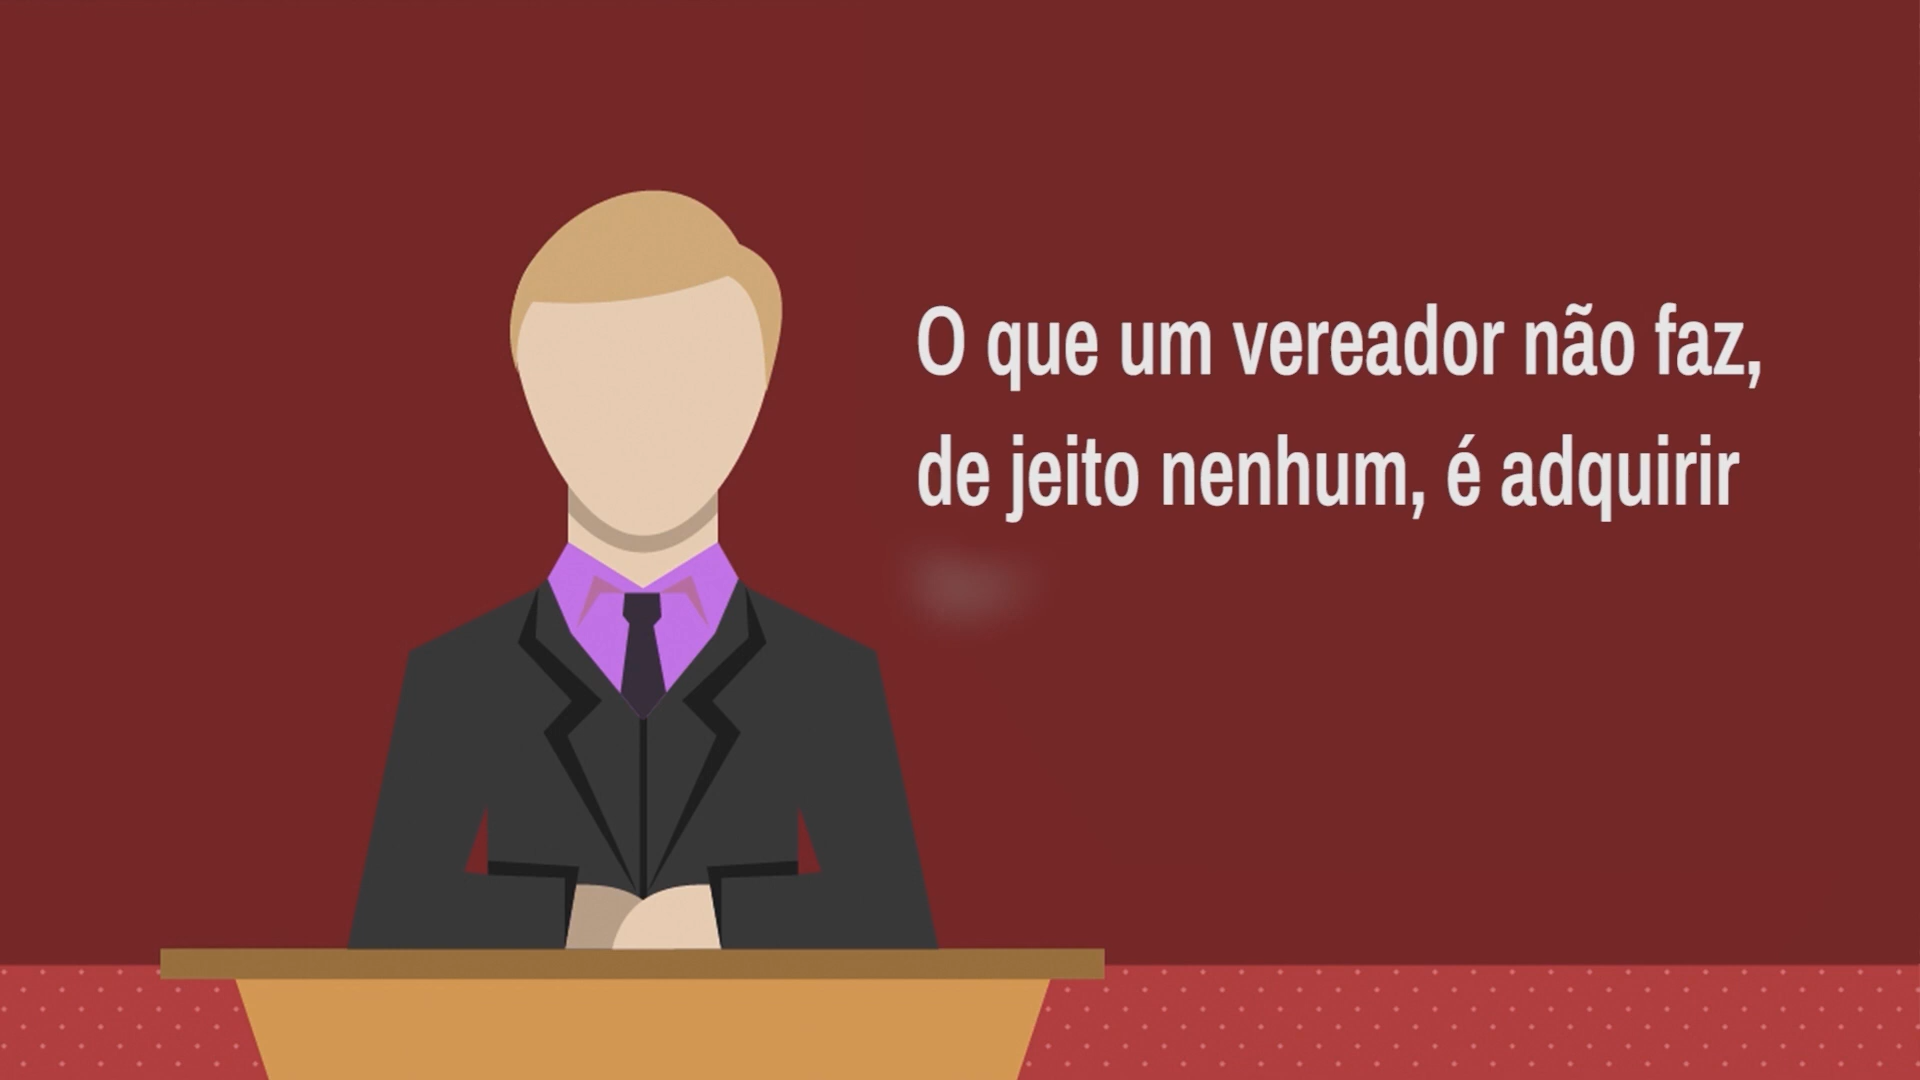 O que um vereador não faz,
de jeito nenhum, é adquirir